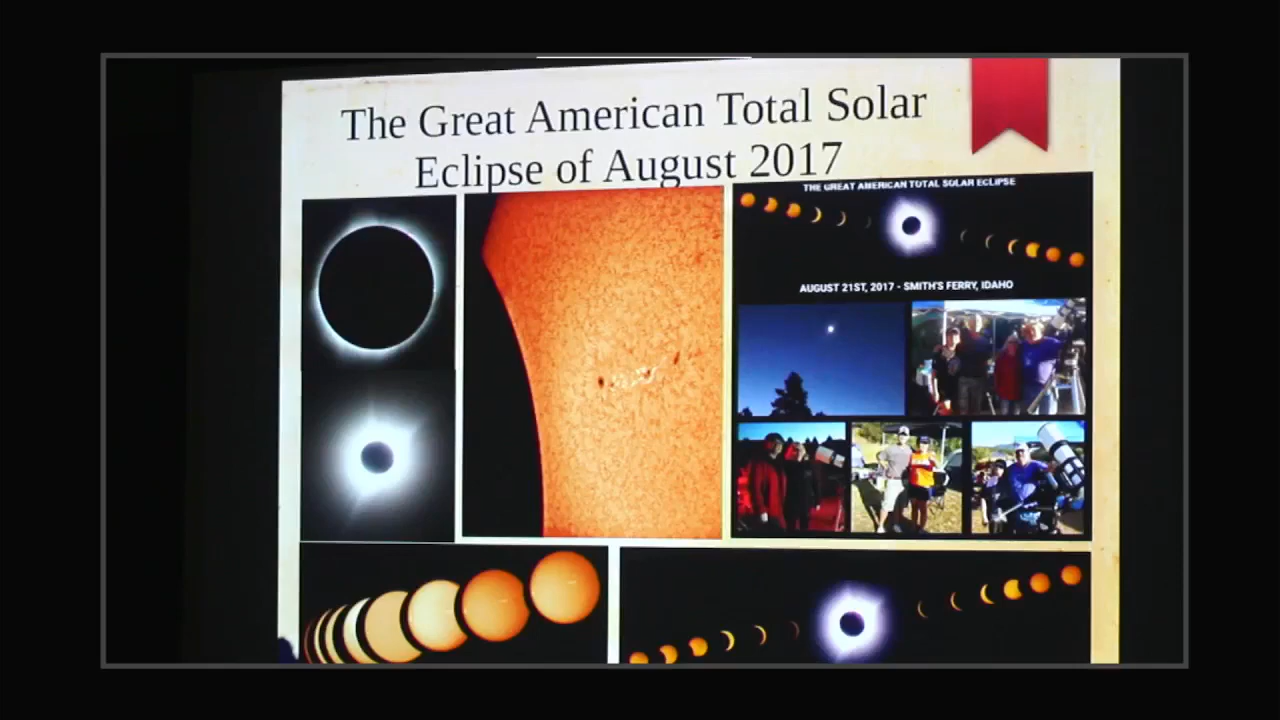 The Great American Total Solar
Eclipse of August 2017
THE GREAT AMERICAN TOTAL SOLAR ECLIPSE
AUGUST 21ST, 2017 - SMITH'S FERRY, IDAHO